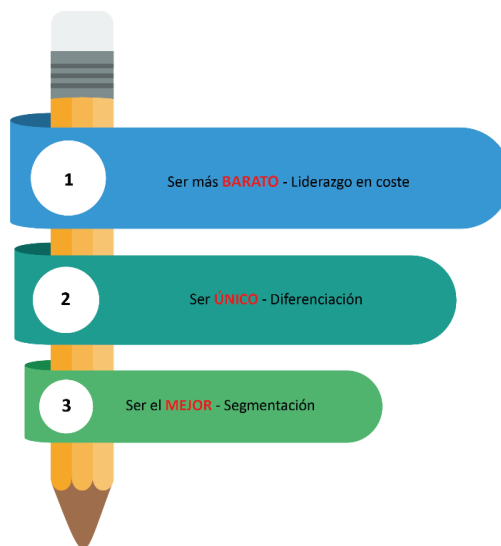 1
Ser más BARATO - Liderazgo en coste
2
Ser ÚNICO - Diferenciación
3
Ser el MEJOR - Segmentación